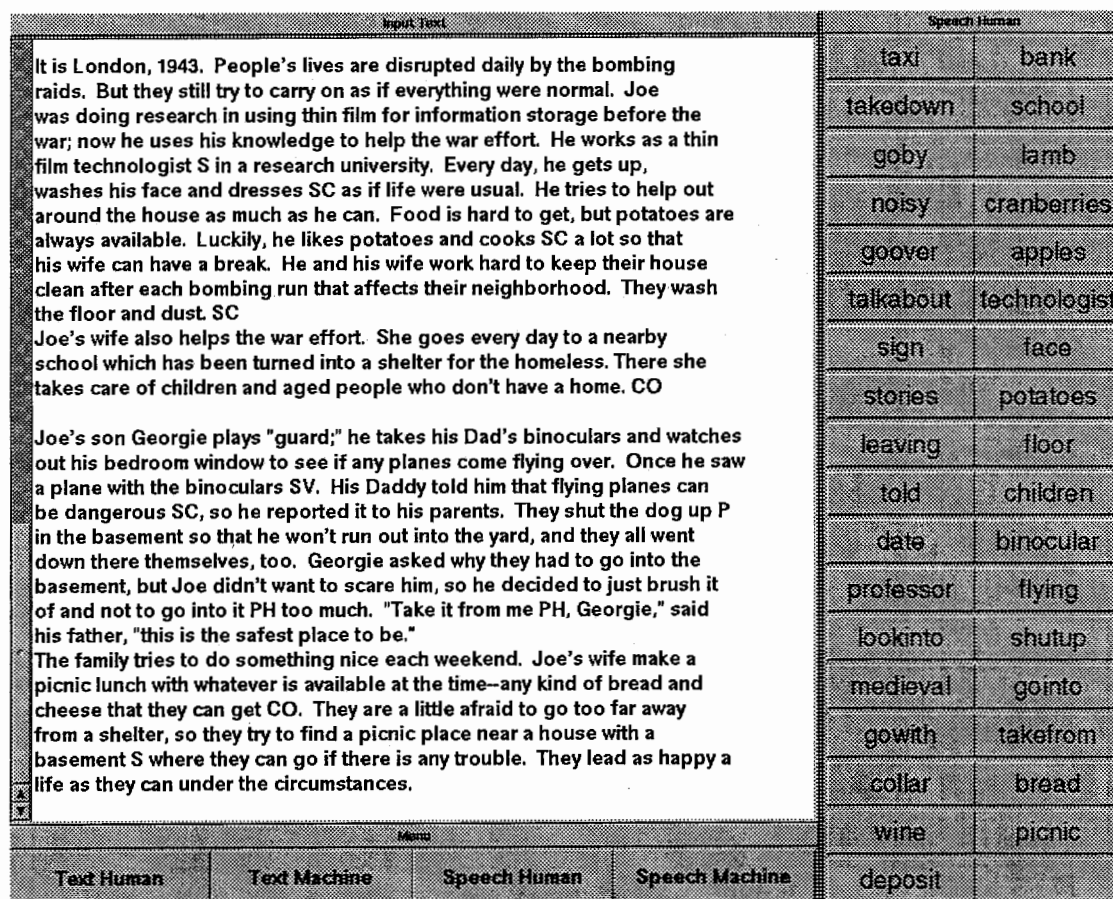 Input Text
It is London, 1943. People's lives are disrupted daily by the bombing
raids. But they still try to carry on as if everything were normal. Joe
was doing research in using thin film for information storage before the
war; now he uses his knowledge to help the war effort. He works as a thin
film technologist S in a research university. Every day, he gets up,
washes his face and dresses SC as if life were usual. He tries to help out
around the house as much as he can. Food is hard to get, but potatoes are
always available. Luckily, he likes potatoes and cooks SC a lot so that
his wife can have a break. He and his wife work hard to keep their house
clean after each bombing run that affects their neighborhood. They wash
the floor and dust. SC
Joe's wife also helps the war effort. She goes every day to a nearby
school which has been turned into a shelter for the homeless. There she
takes care of children and aged people who don't have a home. CO
Joe's son Georgie plays "guard;" he takes his Dad's binoculars and watches
out his bedroom window to see if any planes come flying over. Once he saw
a plane with the binoculars SV. His Daddy told him that flying planes can
be dangerous SC, so he reported it to his parents. They shut the dog up P
in the basement so that he won't run out into the yard, and they all went
down there themselves, too. Georgie asked why they had to go into the
basement, but Joe didn't want to scare him, so he decided to just brush it
of and not to go into it PH too much. "Take it from me PH, Georgie," said
his father, "this is the safest place to be."
The family tries to do something nice each weekend. Joe's wife make a
picnic lunch with whatever is available at the time--any kind of bread and
cheese that they can get CO. They are a little afraid to go too far away
from a shelter, so they try to find a picnic place near a house with a
basement S where they can go if there is any trouble. They lead as happy a
life as they can under the circumstances.
Menu
Text Human Text Machine Speech Human Speech Machine
Speech Human
taxi bank
takedown school
goby lamb
noisy cranberries
goover apples
talkabout technologist
sign face
stories potatoes
leaving floor
told children
date binocular
professor flying
lookinto shutup
medieval gointo
gowith takefrom
collar bread
wine picnic
deposit